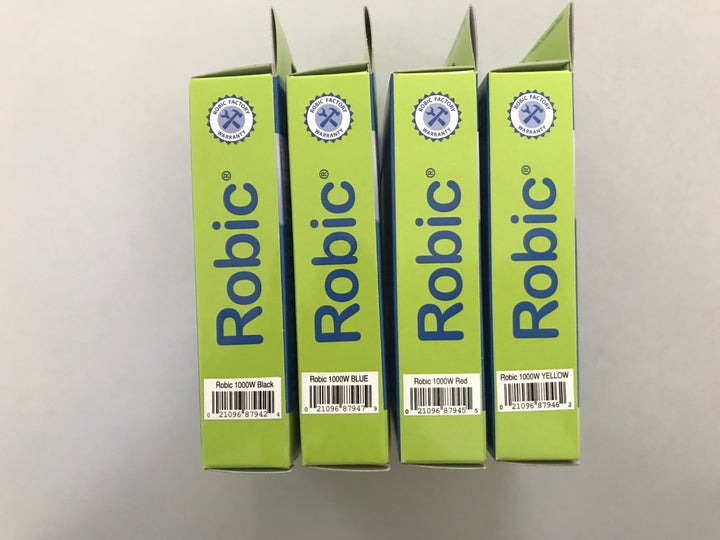 ROBIC FACTORY
WARRANTY
Robic®
Robic 1000W Black
0 21096 87942 4
ROBIC FACTORY
WARRANTY
Robic®
Robic 1000W BLUE
0 21096 87947 9
ROBIC FACTORY
WARRANTY
Robic®
Robic 1000W Red
0 21096 87945 5
ROBIC FACTORY
WARRANTY
Robic®
Robic 1000W YELLOW
0 21096 87946 2